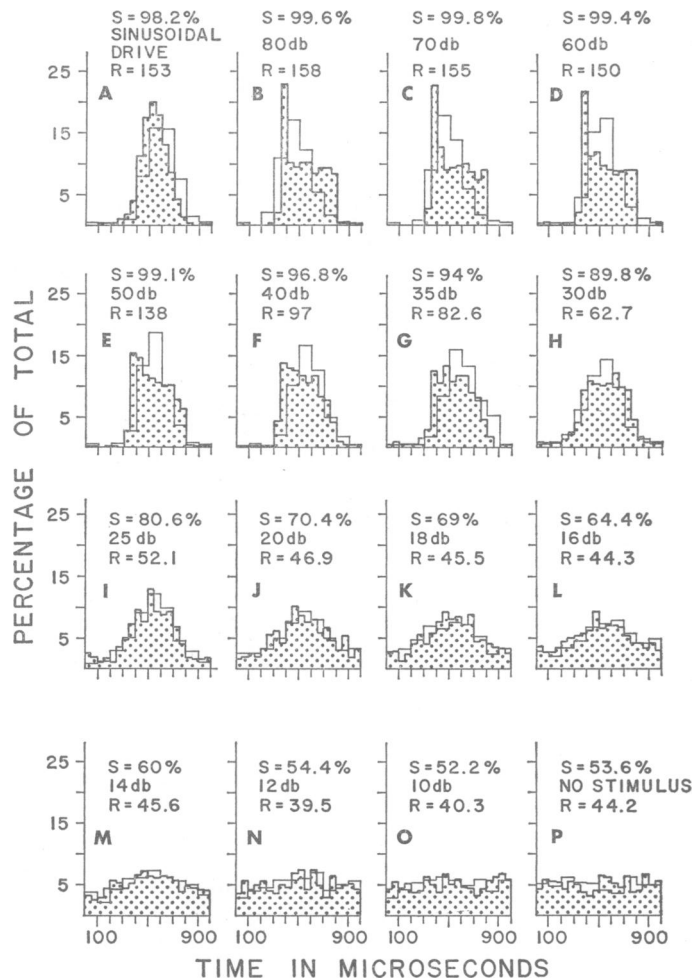 S=98.2%
SINUSOIDAL
DRIVE
R=153
A
S=99.6%
80db
R=158
B
S=99.8%
70db
R=155
C
S=99.4%
60db
R=150
D
25
15
5
S=99.1%
50db
R=138
E
S=96.8%
40db
R=97
F
S=94%
35db
R=82.6
G
S=89.8%
30db
R=62.7
H
25
15
5
S=80.6%
25db
R=52.1
I
S=70.4%
20db
R=46.9
J
S=69%
18db
R=45.5
K
S=64.4%
16db
R=44.3
L
25
15
5
S=60%
14db
R=45.6
M
S=54.4%
12db
R=39.5
N
S=52.2%
10db
R=40.3
O
S=53.6%
NO STIMULUS
R=44.2
P
25
15
5
100 900 100 900 100 900 100 900
PERCENTAGE OF TOTAL
TIME IN MICROSECONDS